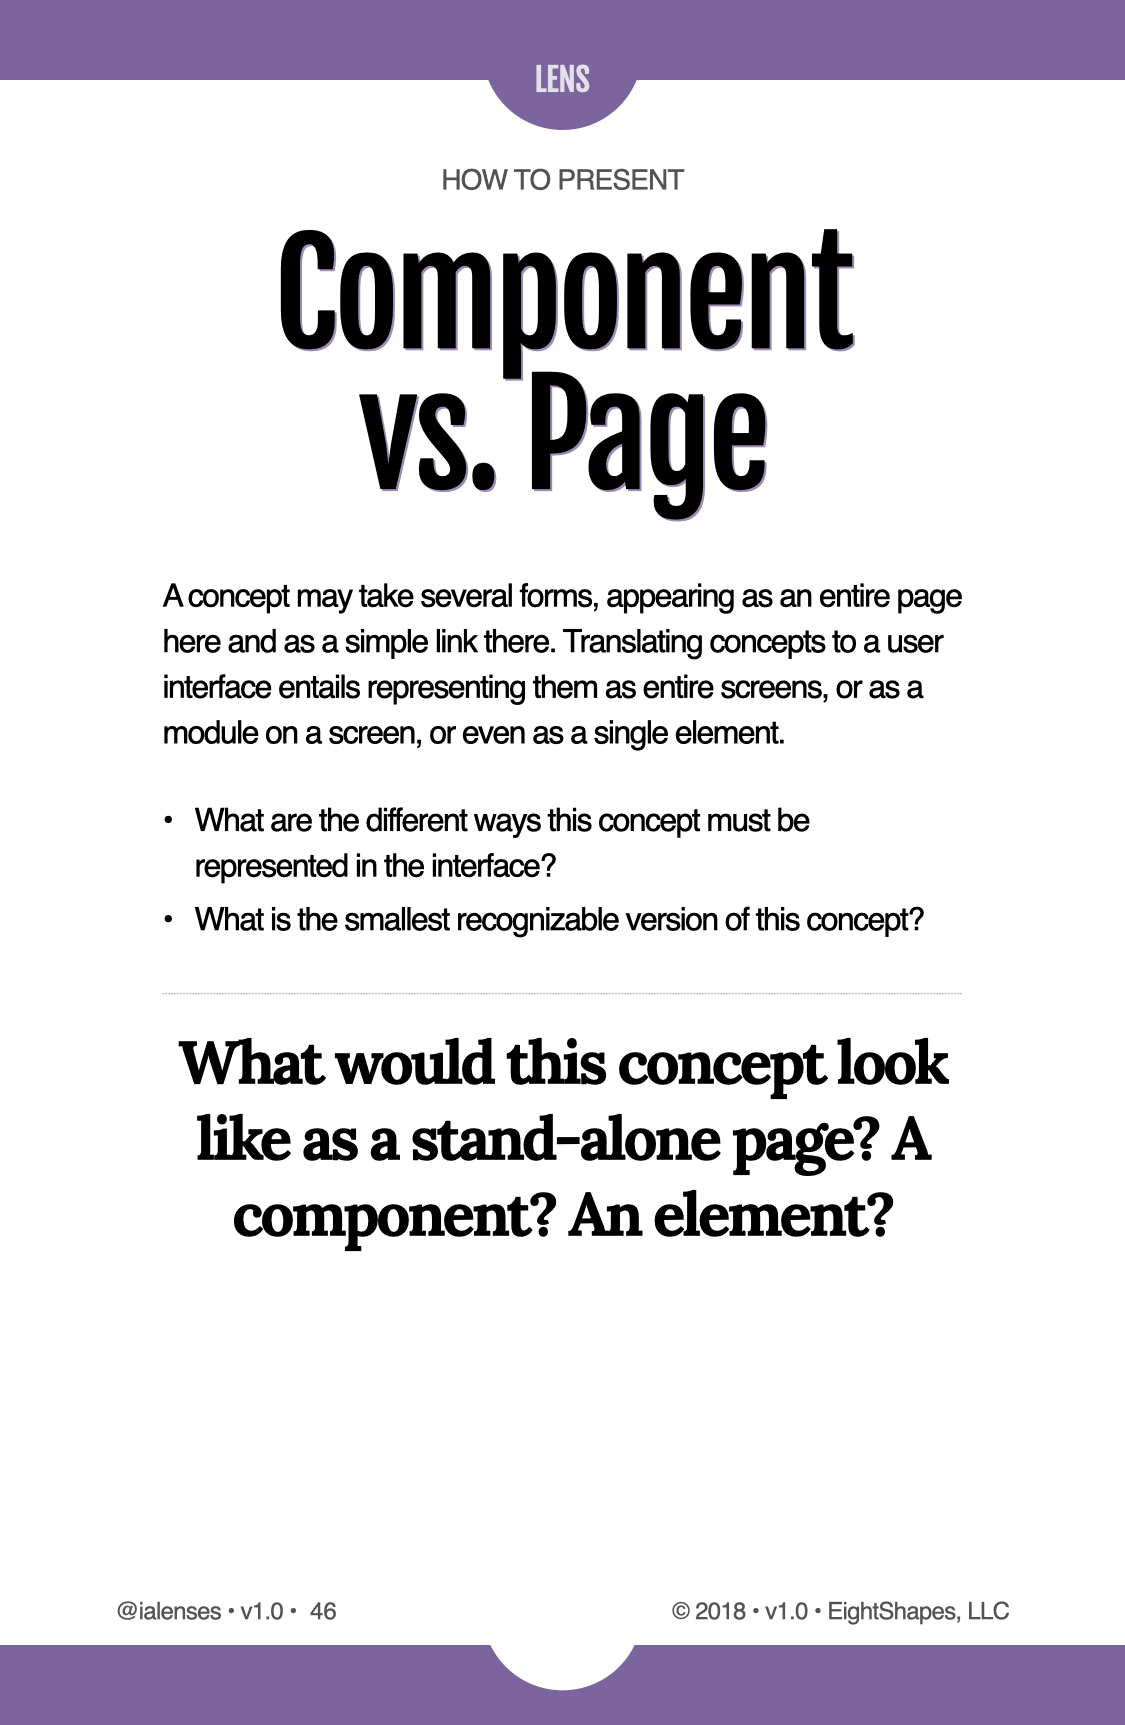 LENS
HOW TO PRESENT
Component
vs. Page
A concept may take several forms, appearing as an entire page
here and as a simple link there. Translating concepts to a user
interface entails representing them as entire screens, or as a
module on a screen, or even as a single element.
• What are the different ways this concept must be
represented in the interface?
• What is the smallest recognizable version of this concept?
What would this concept look
like as a stand-alone page? A
component? An element?
@ialenses • v1.0 • 46
© 2018 • v1.0 • EightShapes, LLC